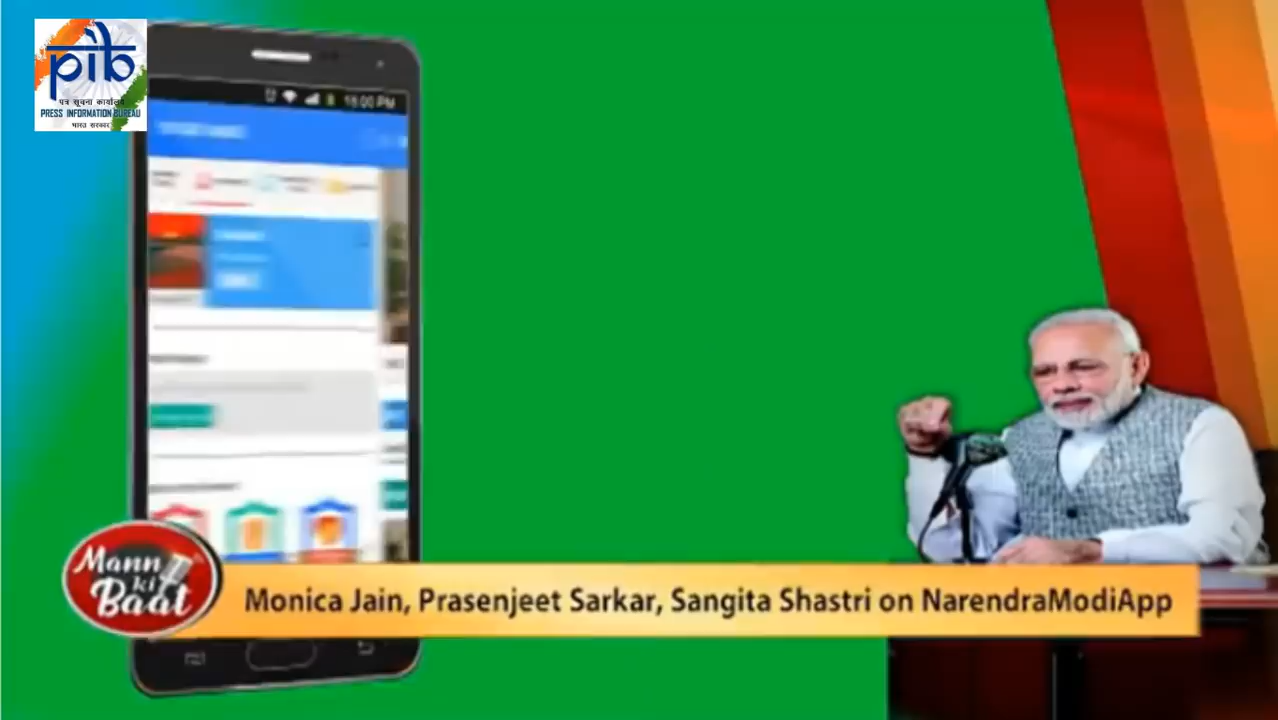 pib
पत्र सूचना कार्यालय
PRESS INFORMATION BUREAU
भारत सरकार
Mann
ki
Baat
Monica Jain, Prasenjeet Sarkar, Sangita Shastri on NarendraModiApp